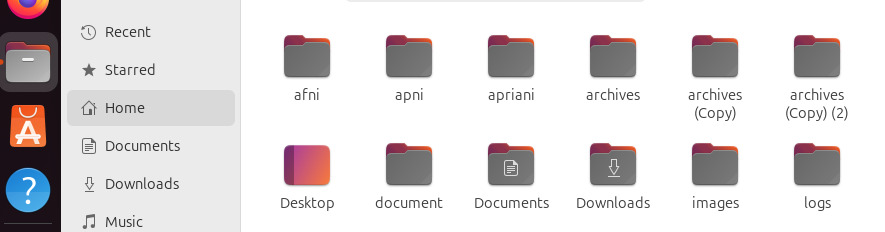 Recent
Starred
Home
Documents
Downloads
Music
afni
apni
apriani
archives
archives
(Copy)
archives
(Copy) (2)
Desktop
document
Documents
Downloads
images
logs